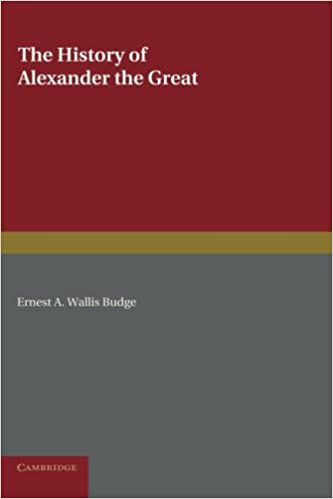 The History of
Alexander the Great
Ernest A. Wallis Budge
CAMBRIDGE